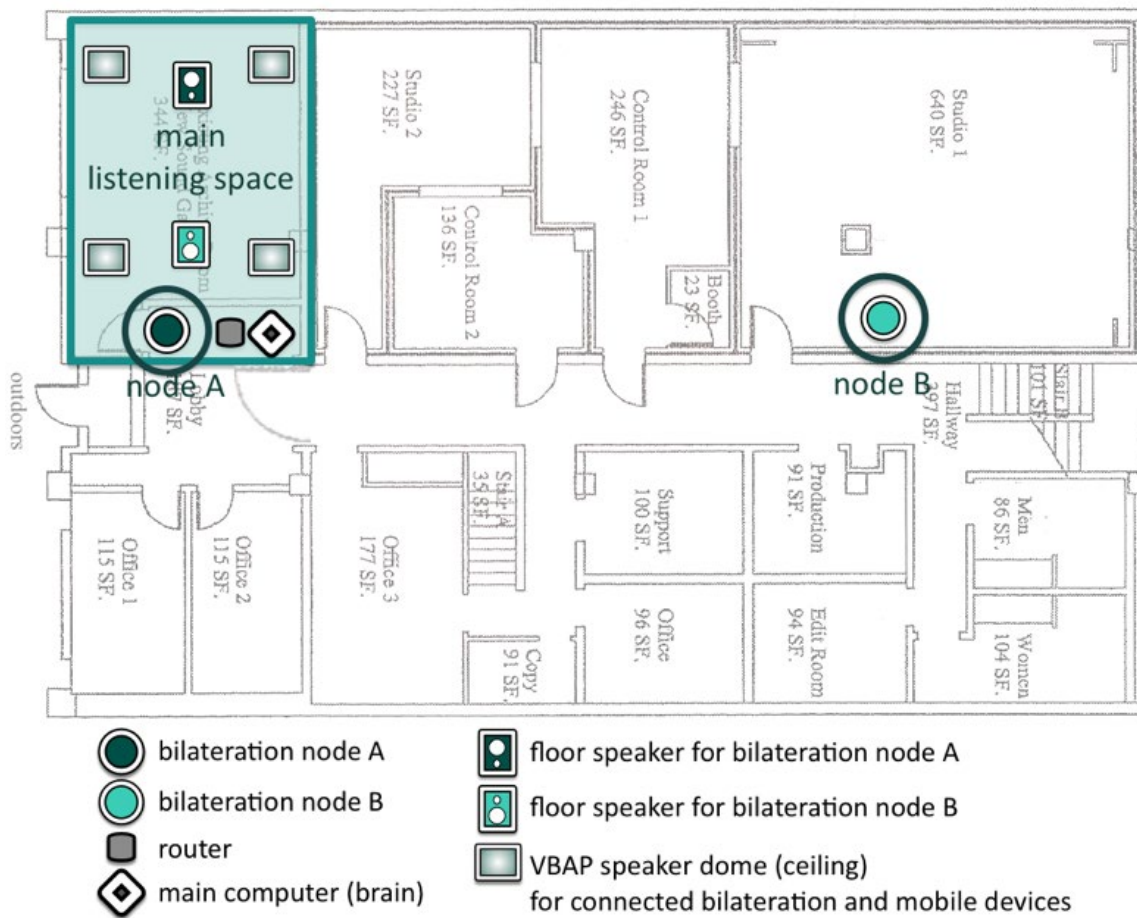 Studio 2
227 SF.
Control Room 1
246 SF.
Studio 1
640 SF.
344 SF.
main
listening space
Control Room 2
136 SF.
Booth
23 SF.
node A
node B
outdoors
Lobby
Hallway
Stair B
101 SF
Stair A
35 SF.
Support
100 SF.
Production
91 SF.
Men
86 SF.
Office 1
115 SF.
Office 2
115 SF.
Office 3
177 SF.
Copy
91 SF.
Office
96 SF.
Edit Room
94 SF.
Women
104 SF.
bilateration node A
bilateration node B
router
main computer (brain)
floor speaker for bilateration node A
floor speaker for bilateration node B
VBAP speaker dome (ceiling)
for connected bilateration and mobile devices